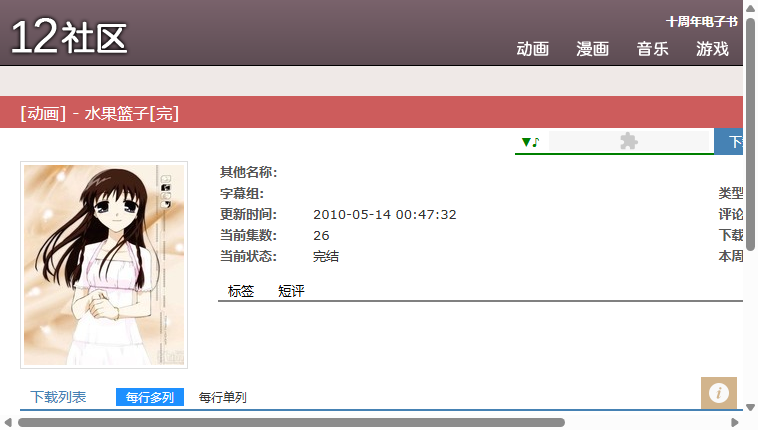 12社区
十周年电子书
动画 漫画 音乐 游戏
[动画] - 水果篮子[完]
▼♪
下
其他名称:
字幕组: 类型
更新时间: 2010-05-14 00:47:32 评论
当前集数: 26 下载
当前状态: 完结 本周
标签 短评
下载列表 每行多列 每行单列